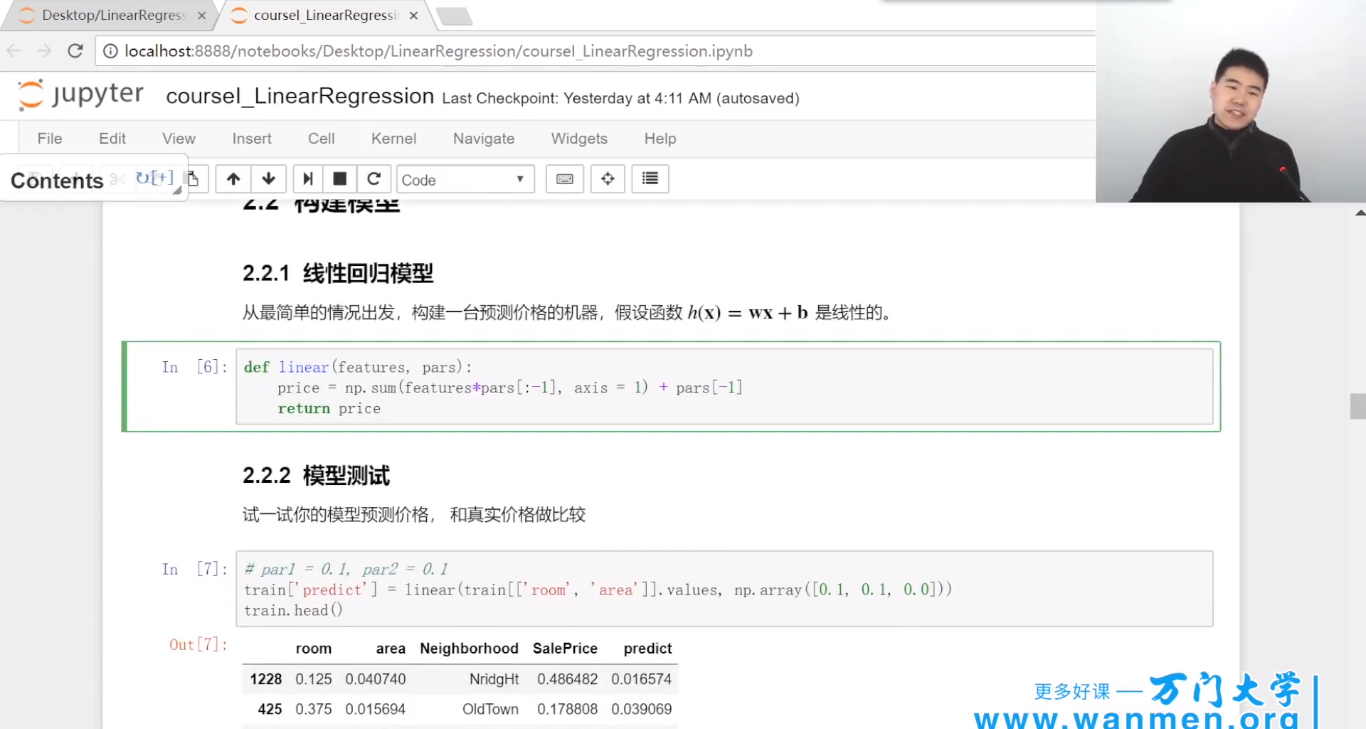 Desktop/LinearRegress
courseI_LinearRegressi
localhost:8888/notebooks/Desktop/LinearRegression/courseI_LinearRegression.ipynb
jupyter
courseI_LinearRegression Last Checkpoint: Yesterday at 4:11 AM (autosaved)
File Edit View Insert Cell Kernel Navigate Widgets Help
Contents ↻[+]
Code
2.2 构建模型
2.2.1 线性回归模型
从最简单的情况出发，构建一台预测价格的机器，假设函数 h(x) = wx + b 是线性的。
In [6]: def linear(features, pars):
price = np.sum(features*pars[:-1], axis = 1) + pars[-1]
return price
2.2.2 模型测试
试一试你的模型预测价格， 和真实价格做比较
In [7]: # par1 = 0.1, par2 = 0.1
train['predict'] = linear(train[['room', 'area']].values, np.array([0.1, 0.1, 0.0]))
train.head()
Out[7]:
room area Neighborhood SalePrice predict
1228 0.125 0.040740 NridgHt 0.486482 0.016574
425 0.375 0.015694 OldTown 0.178808 0.039069
更多好课 — 万门大学
www.wanmen.org